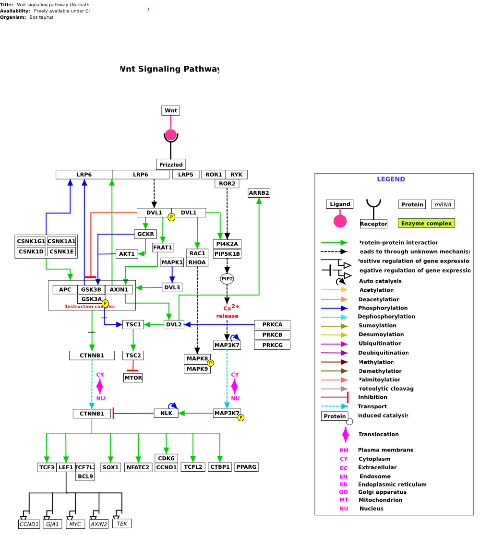 Title: Wnt signaling pathway (Netpath
Availability: Freely available under C
Organism: Bos taurus
Wnt Signaling Pathway
Wnt
Frizzled
LRP6 LRP6 LRP5 ROR1 RYK
ROR2
ARRB2
DVL1 DVL1 P
GCKR
CSNK1G1 CSNK1A1
CSNK1D CSNK1E
AKT1 FRAT1 RAC1 PI4K2A
MAPK1 RHOA PIP5K1B
PIP2
APC GSK3B AXIN1 DVL3
GSK3A P
Destruction complex
Ca2+
release
TSC1 DVL2 PRKCA
PRKCB
PRKCG
MAP3K7
CTNNB1 TSC2 MAPK8 P
MAPK9
MTOR
CY CY
NU NU
CTNNB1 NLK MAP3K7 P
CDK6
TCF3 LEF1 TCF7L2 SOX1 NFATC2 CCND1 TCFL2 CTBP1 PPARG
BCL9
CCND1 GJA1 MYC AXIN2 TEK
LEGEND
Ligand Protein mRNA
Receptor Enzyme complex
Protein-protein interaction
Leads to through unknown mechanism
Positive regulation of gene expression
Negative regulation of gene expression
Auto catalysis
Acetylation
Deacetylation
Phosphorylation
Dephosphorylation
Sumoylation
Desumoylation
Ubiquitination
Deubiquitination
Methylation
Demethylation
Palmitoylation
Proteolytic cleavage
Inhibition
Transport
Protein Induced catalysis
Translocation
PM Plasma membrane
CY Cytoplasm
EC Extracellular
EN Endosome
ER Endoplasmic reticulum
GD Golgi apparatus
MT Mitochondrion
NU Nucleus